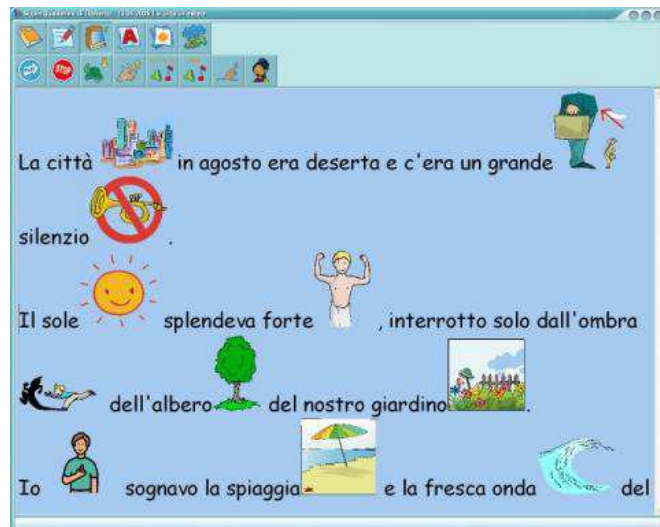 STOP
La città in agosto era deserta e c'era un grande
silenzio .
Il sole splendeva forte , interrotto solo dall'ombra
dell'albero del nostro giardino .
Io sognavo la spiaggia e la fresca onda del